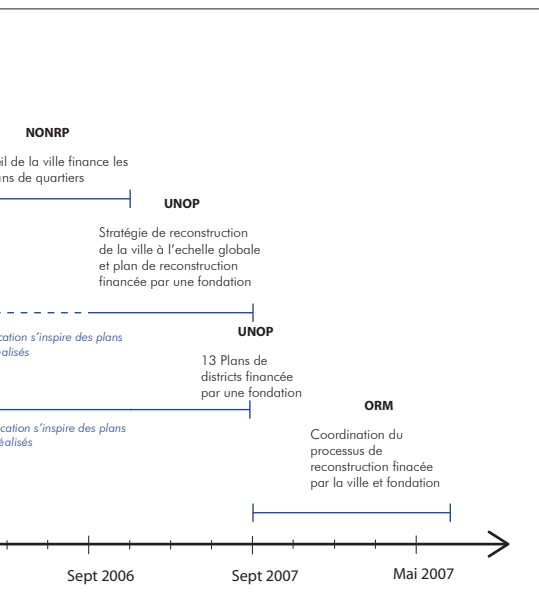 NONRP
il de la ville finance les
ns de quartiers
UNOP
Stratégie de reconstruction
de la ville à l'echelle globale
et plan de reconstruction
financée par une fondation
cation s'inspire des plans
éalisés
UNOP
13 Plans de
districts financée
par une fondation
cation s'inspire des plans
éalisés
ORM
Coordination du
processus de
reconstruction finacée
par la ville et fondation
Sept 2006
Sept 2007
Mai 2007